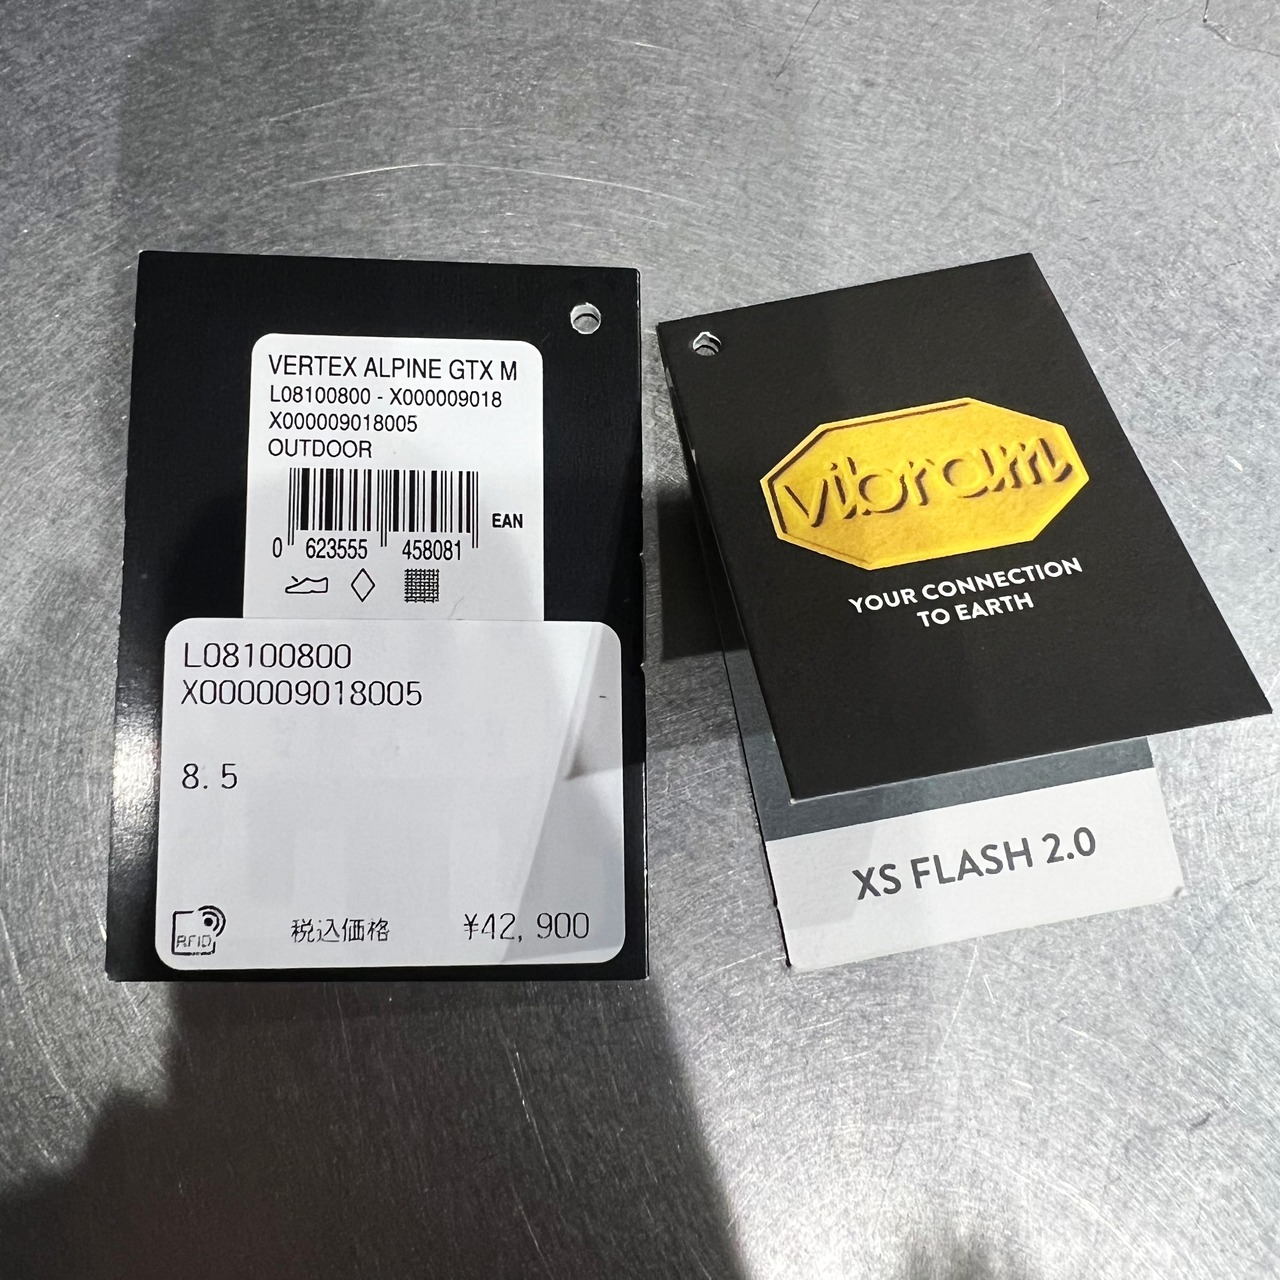 VERTEX ALPINE GTX M
L08100800 - X000009018
X000009018005
OUTDOOR
EAN
0 623555 458081
L08100800
X000009018005
8.5
RFID
税込価格 ¥42,900
vibram
YOUR CONNECTION
TO EARTH
XS FLASH 2.0